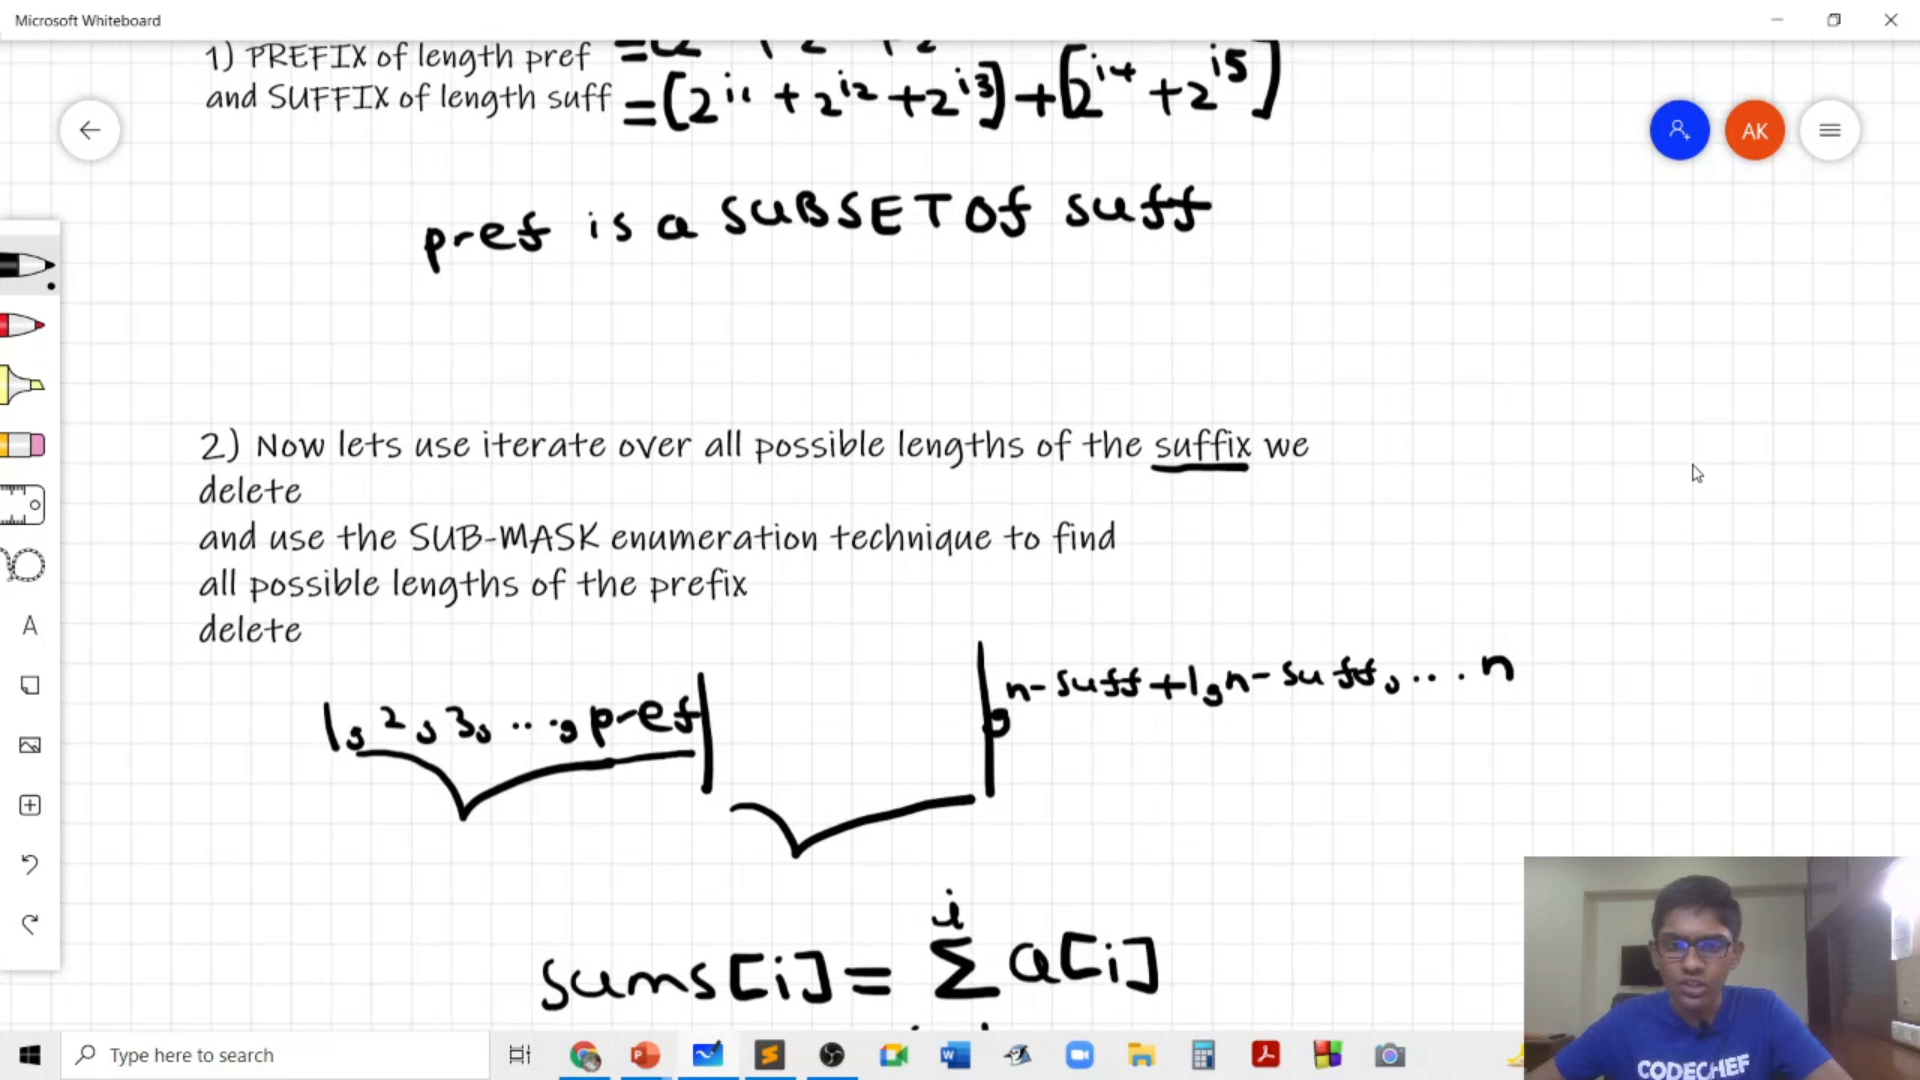 Microsoft Whiteboard
1) PREFIX of length pref
and SUFFIX of length suff
=(2^i1 + 2^i2 + 2^i3) + [2^i4 + 2^i5]
AK
pref is a SUBSET Of suff
2) Now lets use iterate over all possible lengths of the suffix we
delete
and use the SUB-MASK enumeration technique to find
all possible lengths of the prefix
delete
1, 2, 3, ..., pref
, n-suff+1, n-suff, ... n
sums[i] = i Σ a[i]
A
Type here to search
CODECHEF